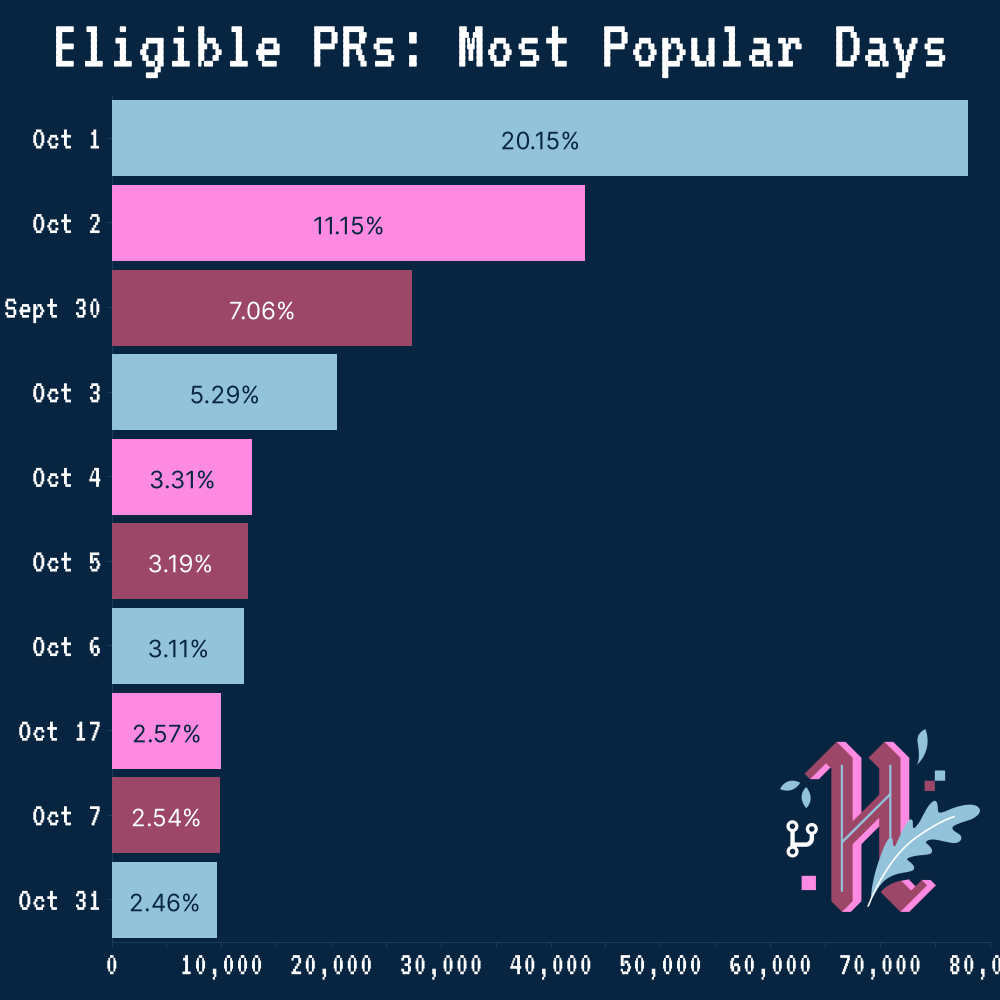 Eligible PRs: Most Popular Days
Oct 1 20.15%
Oct 2 11.15%
Sept 30 7.06%
Oct 3 5.29%
Oct 4 3.31%
Oct 5 3.19%
Oct 6 3.11%
Oct 17 2.57%
Oct 7 2.54%
Oct 31 2.46%
0 10,000 20,000 30,000 40,000 50,000 60,000 70,000 80,0
H